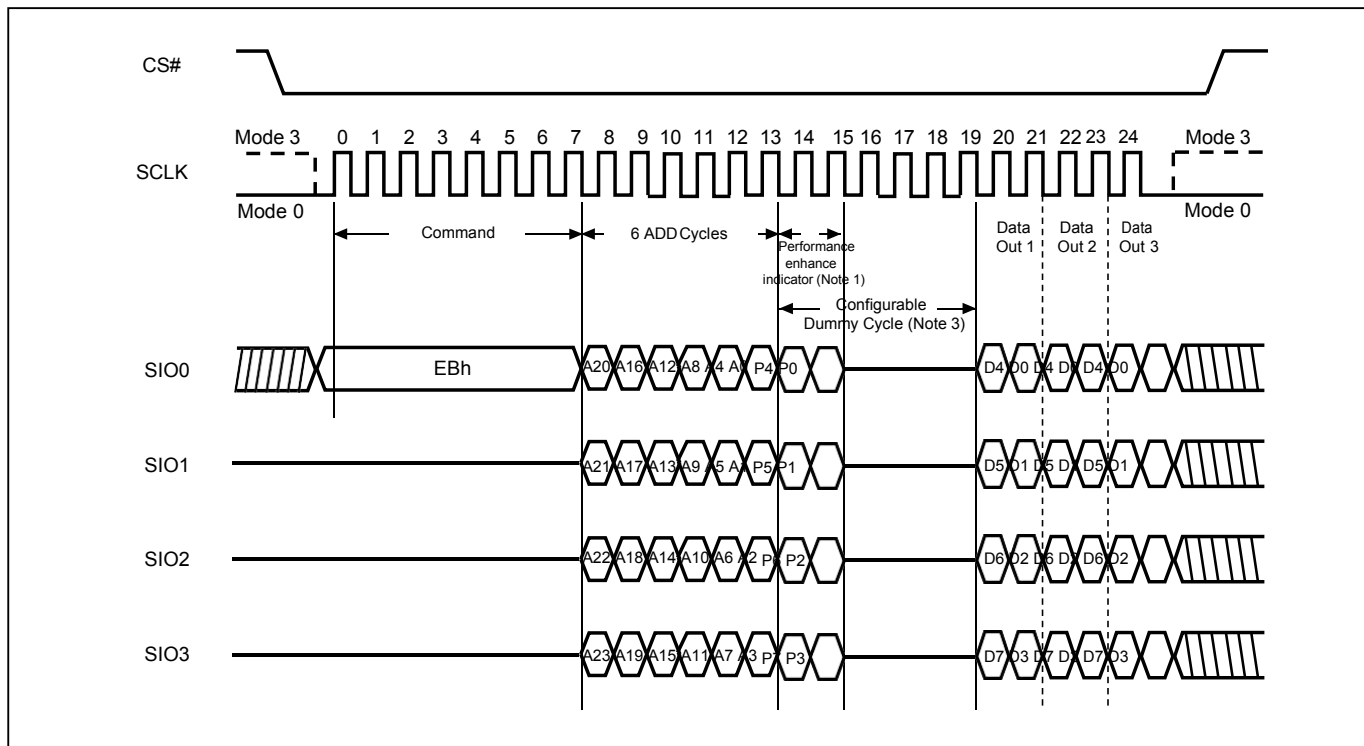 CS#
Mode 3 0 1 2 3 4 5 6 7 8 9 10 11 12 13 14 15 16 17 18 19 20 21 22 23 24 Mode 3
SCLK
Mode 0 Mode 0
Command 6 ADD Cycles Data Data Data
Out 1 Out 2 Out 3
Performance
enhance
indicator (Note 1)
Configurable
Dummy Cycle (Note 3)
SIO0 EBh A20 A16 A12 A8 A4 P4 P0 D4 D0 D4 D4 D0
SIO1 A21 A17 A13 A9 A5 P5 P1 D5 D1 D5 D5 D1
SIO2 A22 A18 A14 A10 A6 A2 P2 D6 D2 D6 D6 D2
SIO3 A23 A19 A15 A11 A7 A3 P3 D7 D3 D7 D7 D3